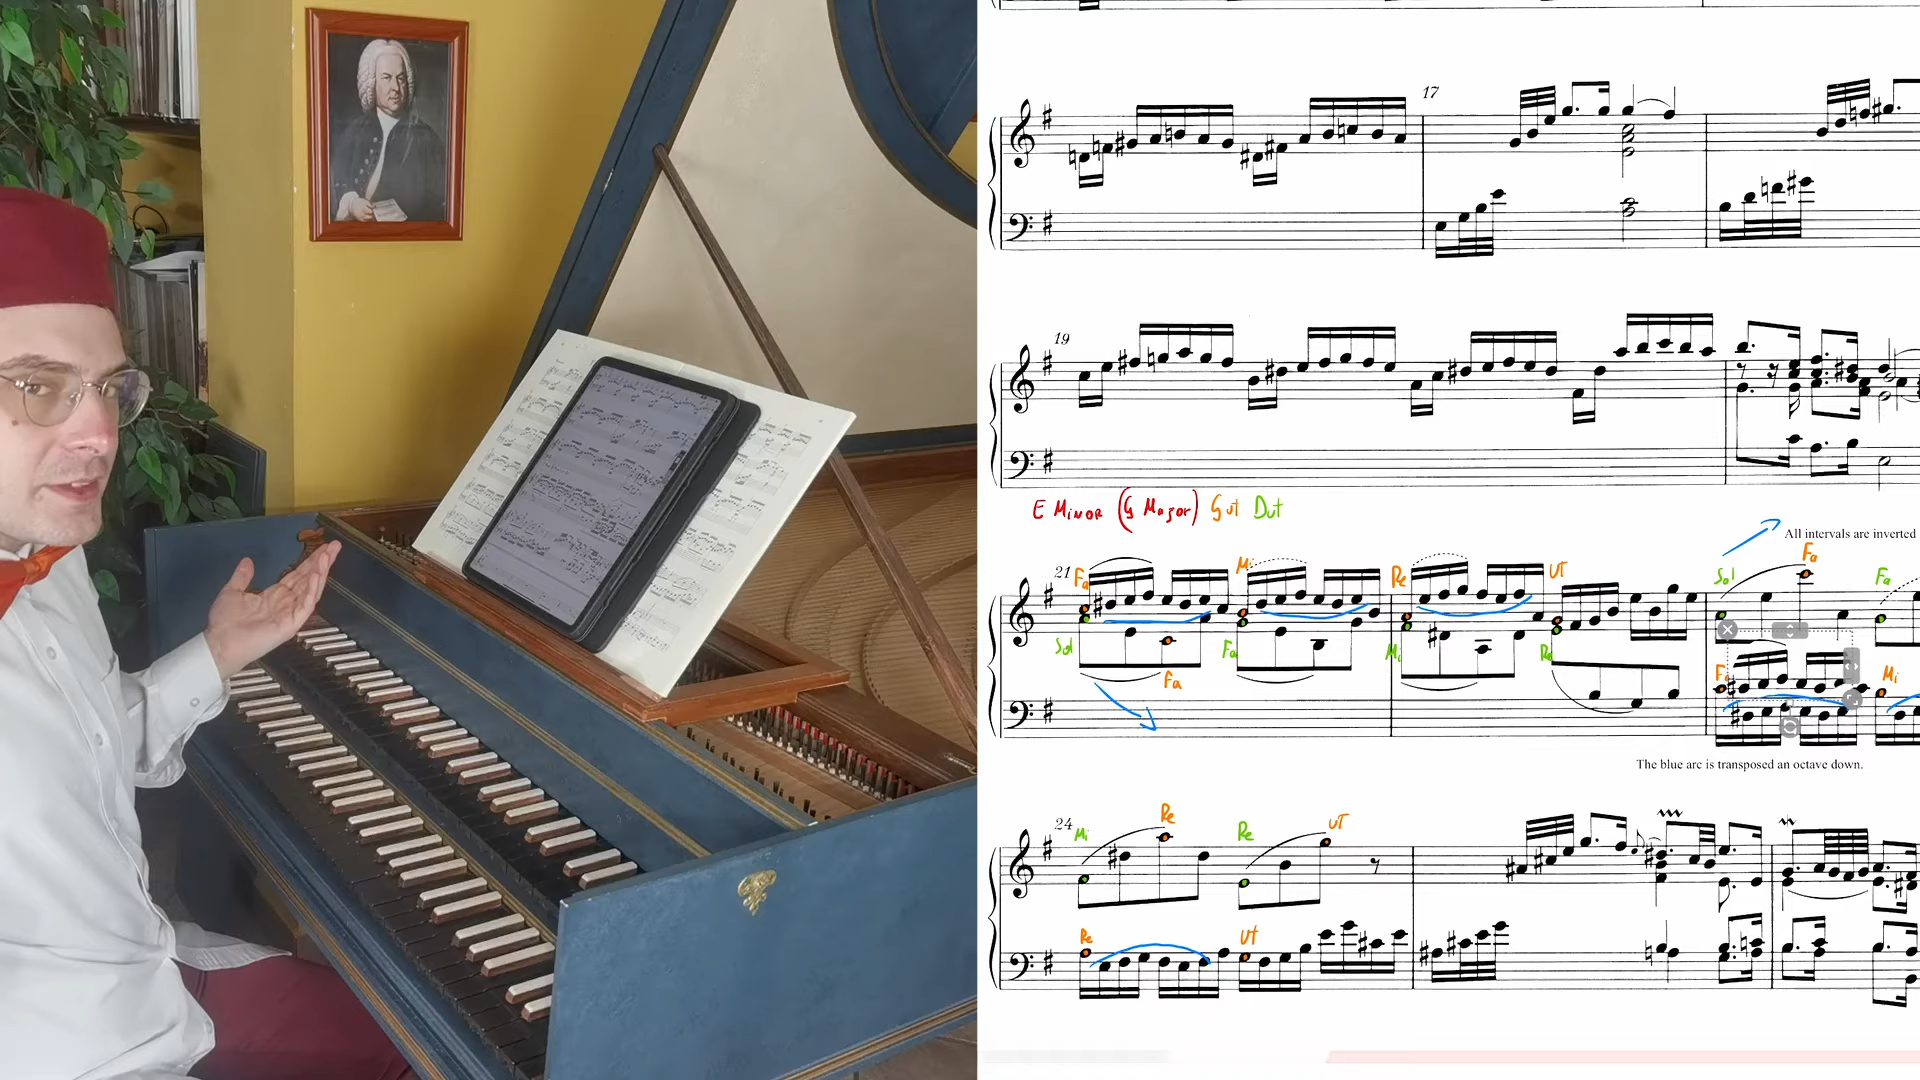 17
19
E Minor (G Major) Gut Dut
All intervals are inverted
21
Fa
Mi
Re
UT
Sol
Fa
Fa
Sol
Fa
Fa
Mi
Re
Fa
Mi
The blue arc is transposed an octave down.
24
Mi
Re
Re
UT
Re
UT